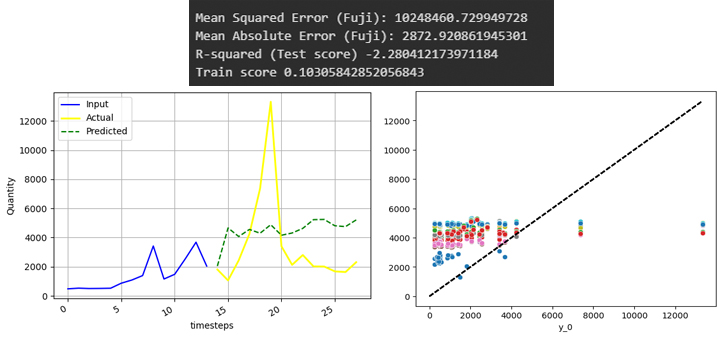 Mean Squared Error (Fuji): 10248460.729949728
Mean Absolute Error (Fuji): 2872.920861945301
R-squared (Test score) -2.280412173971184
Train score 0.10305842852056843
Input
Actual
Predicted
12000
10000
8000
6000
4000
2000
0
Quantity
0
5
10
15
20
25
timesteps
12000
10000
8000
6000
4000
2000
0
0
2000
4000
6000
8000
10000
12000
y_0